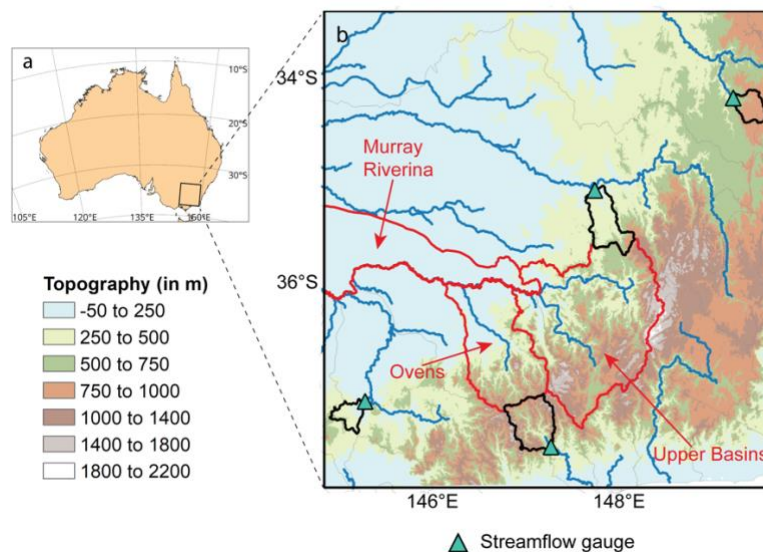 a
10°S
20°S
30°S
105°E
120°E
135°E
160°E
Topography (in m)
-50 to 250
250 to 500
500 to 750
750 to 1000
1000 to 1400
1400 to 1800
1800 to 2200
b
34°S
36°S
Murray
Riverina
Ovens
Upper Basins
146°E
148°E
Streamflow gauge